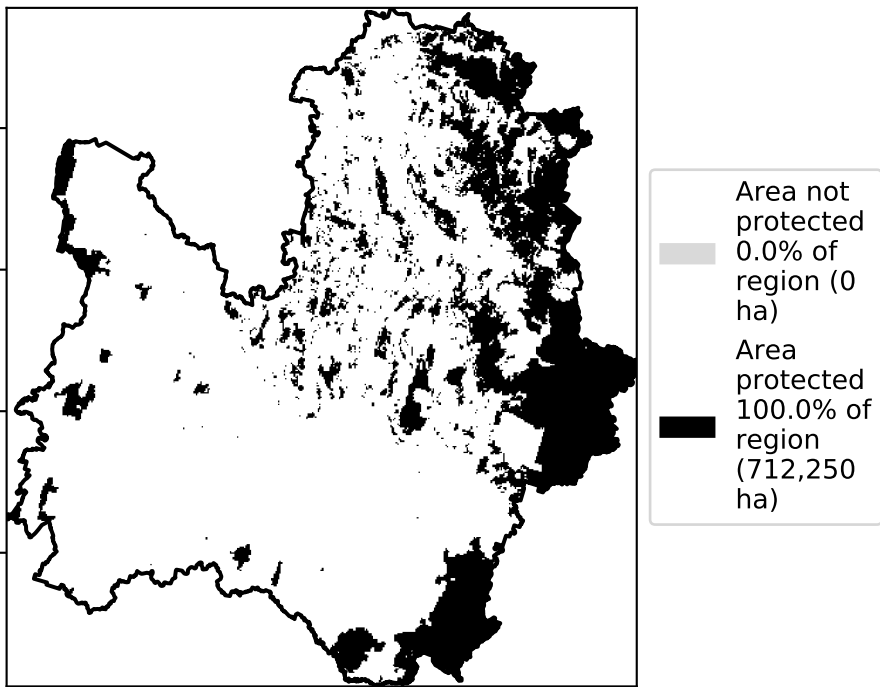 Area not
protected
0.0% of
region (0
ha)
Area
protected
100.0% of
region
(712,250
ha)